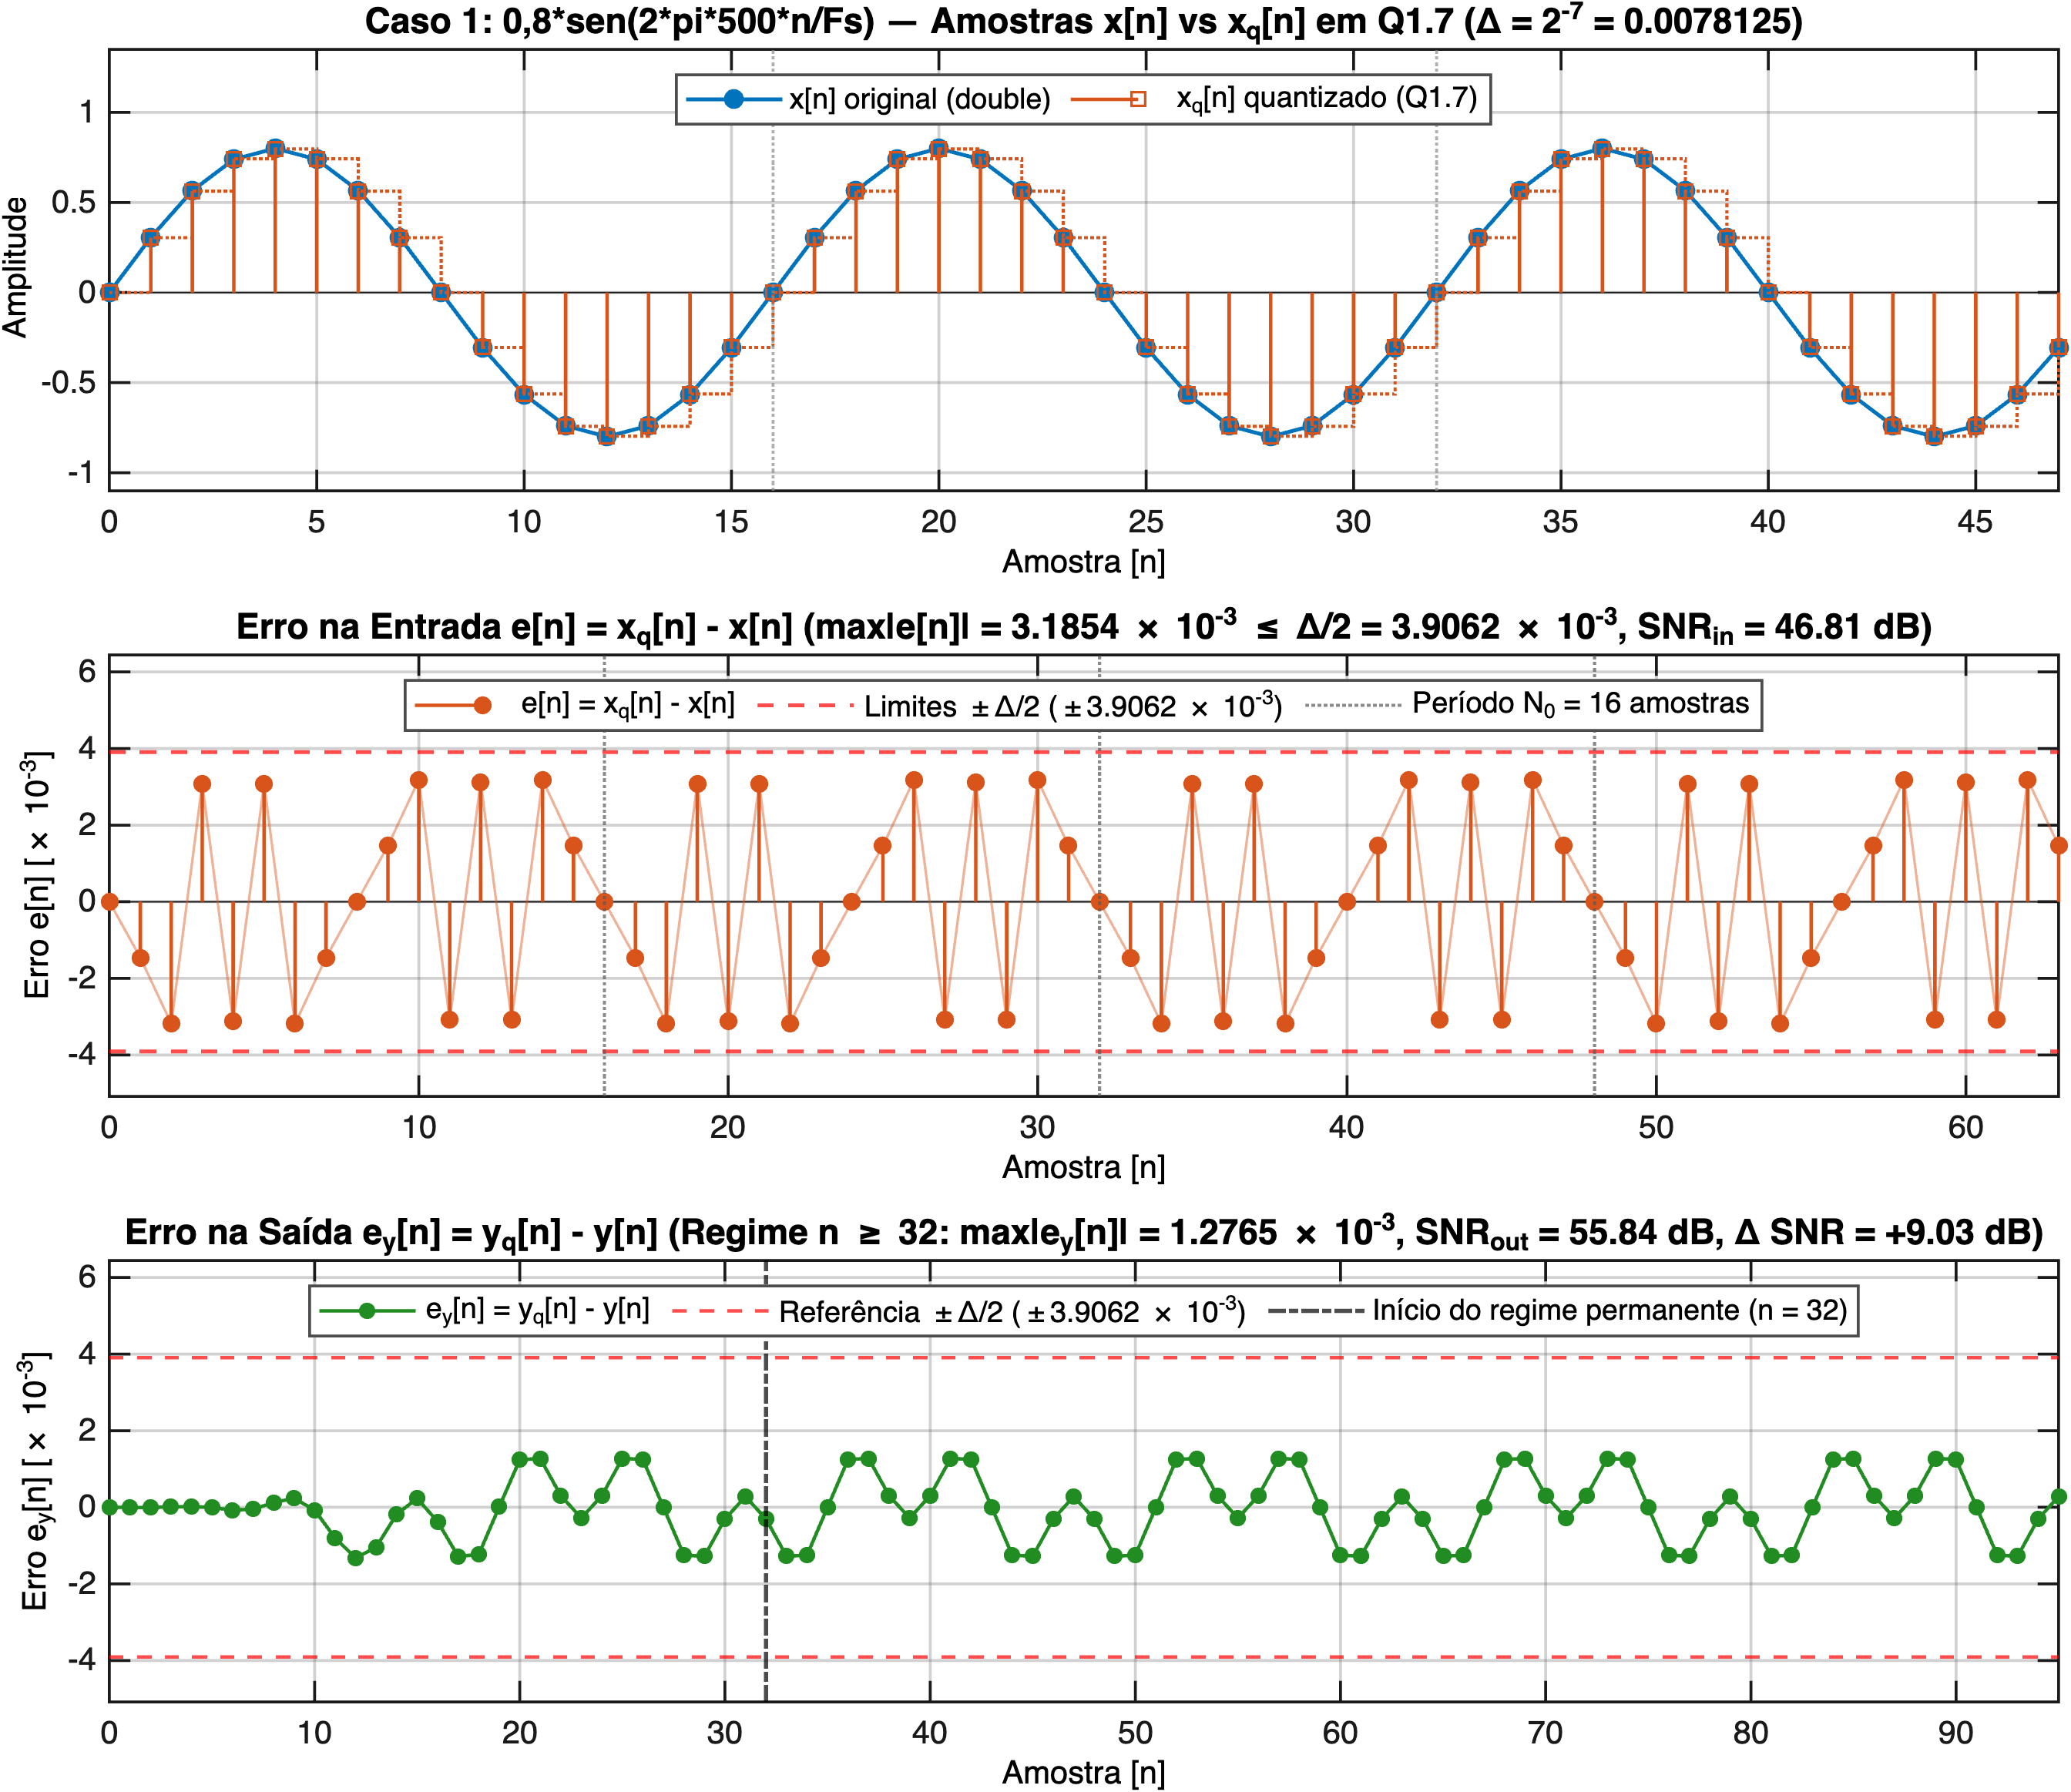 Caso 1: 0,8*sen(2*pi*500*n/Fs) — Amostras x[n] vs xq[n] em Q1.7 (Δ = 2-7 = 0.0078125)
x[n] original (double)
xq[n] quantizado (Q1.7)
Amplitude
1
0.5
0
-0.5
-1
0 5 10 15 20 25 30 35 40 45
Amostra [n]
Erro na Entrada e[n] = xq[n] - x[n] (max|e[n]| = 3.1854 × 10-3 ≤ Δ/2 = 3.9062 × 10-3, SNRin = 46.81 dB)
e[n] = xq[n] - x[n]
Limites ±Δ/2 (±3.9062 × 10-3)
Período N0 = 16 amostras
Erro e[n] [× 10-3]
6
4
2
0
-2
-4
0 10 20 30 40 50 60
Amostra [n]
Erro na Saída ey[n] = yq[n] - y[n] (Regime n ≥ 32: max|ey[n]| = 1.2765 × 10-3, SNRout = 55.84 dB, Δ SNR = +9.03 dB)
ey[n] = yq[n] - y[n]
Referência ±Δ/2 (±3.9062 × 10-3)
Início do regime permanente (n = 32)
Erro ey[n] [× 10-3]
6
4
2
0
-2
-4
0 10 20 30 40 50 60 70 80 90
Amostra [n]